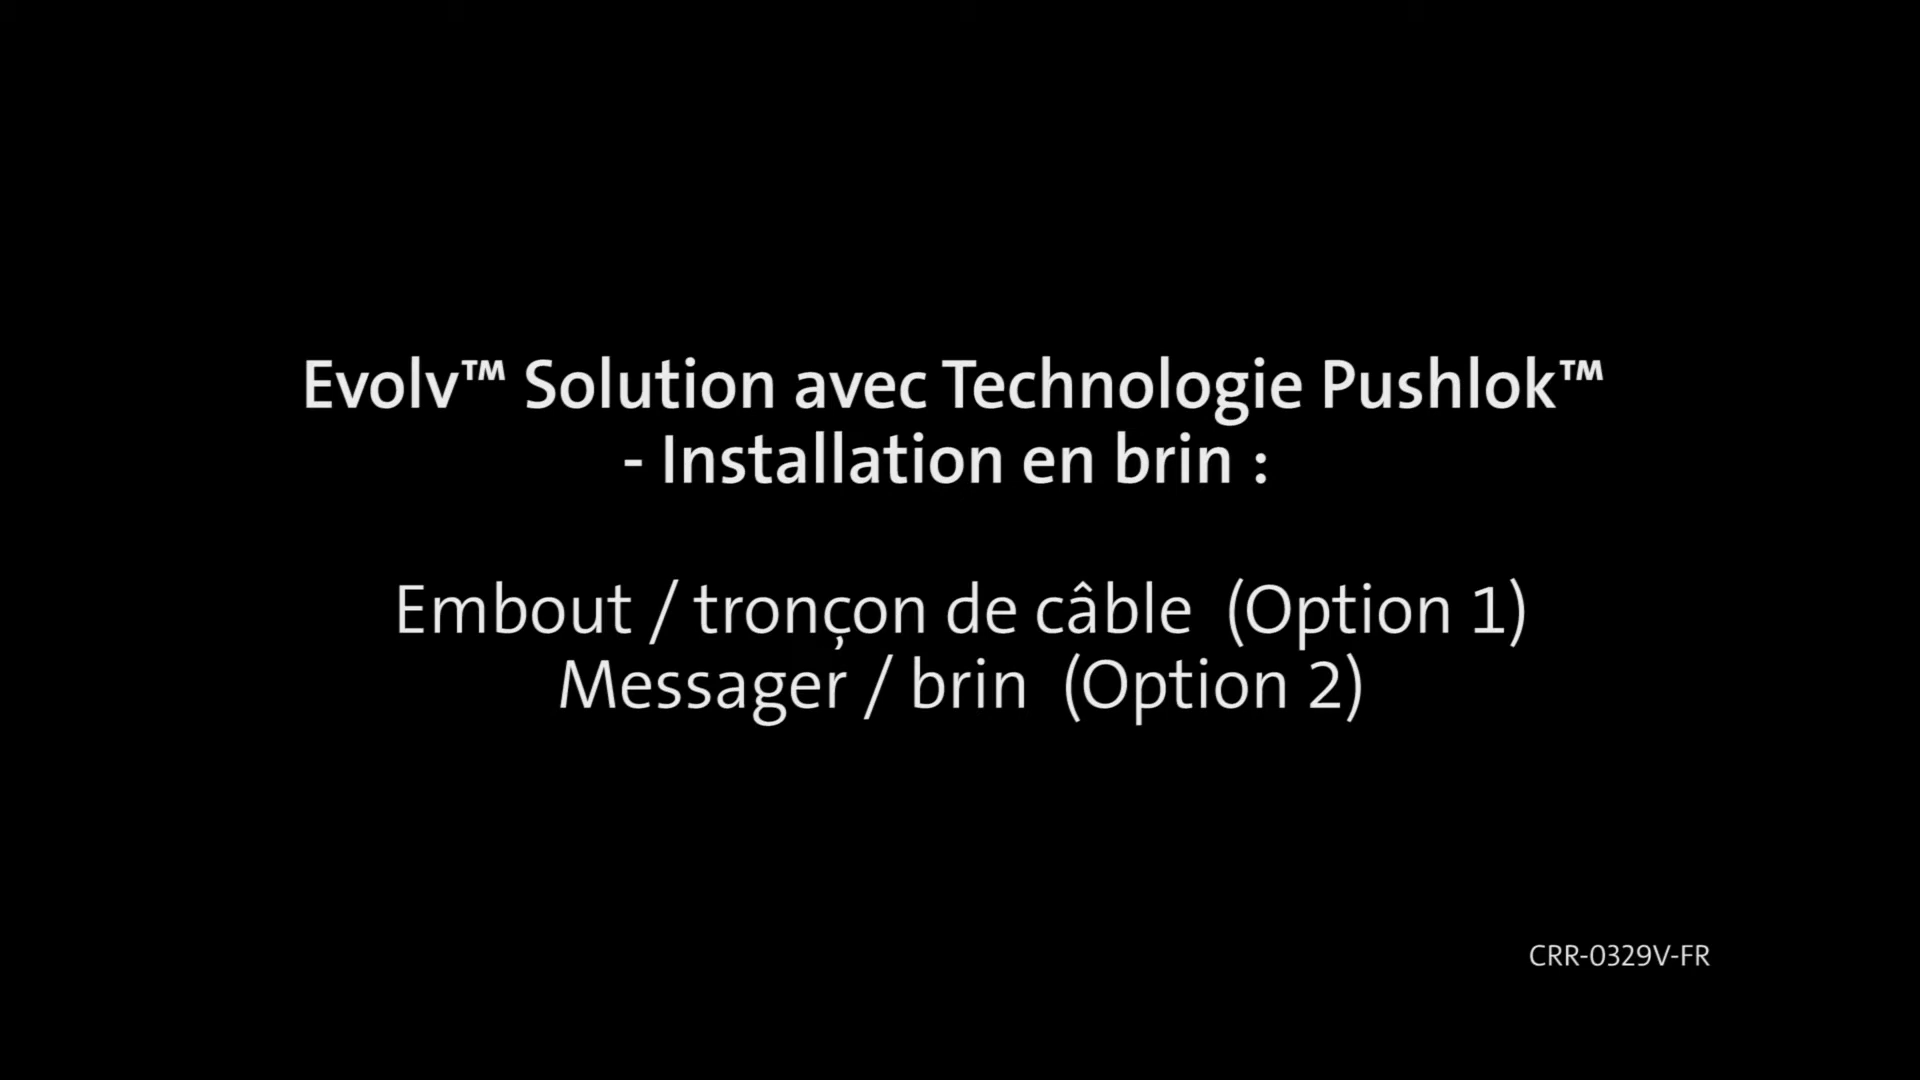 Evolv™ Solution avec Technologie Pushlok™
- Installation en brin :
Embout / tronçon de câble (Option 1)
Messager / brin (Option 2)
CRR-0329V-FR